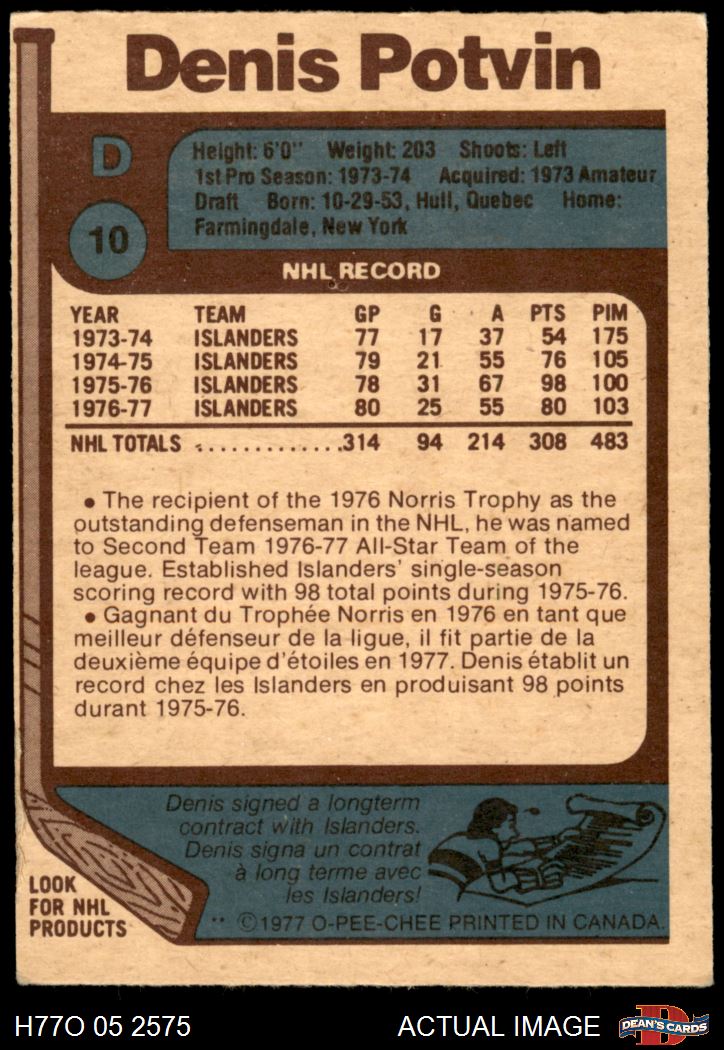 Denis Potvin
D
10
Height: 6'0" Weight: 203 Shoots: Left
1st Pro Season: 1973-74 Acquired: 1973 Amateur
Draft Born: 10-29-53, Hull, Quebec Home:
Farmingdale, New York
NHL RECORD
YEAR TEAM GP G A PTS PIM
1973-74 ISLANDERS 77 17 37 54 175
1974-75 ISLANDERS 79 21 55 76 105
1975-76 ISLANDERS 78 31 67 98 100
1976-77 ISLANDERS 80 25 55 80 103
NHL TOTALS .............314 94 214 308 483
• The recipient of the 1976 Norris Trophy as the
outstanding defenseman in the NHL, he was named
to Second Team 1976-77 All-Star Team of the
league. Established Islanders' single-season
scoring record with 98 total points during 1975-76.
• Gagnant du Trophée Norris en 1976 en tant que
meilleur défenseur de la ligue, il fit partie de la
deuxième équipe d'étoiles en 1977. Denis établit un
record chez les Islanders en produisant 98 points
durant 1975-76.
Denis signed a longterm
contract with Islanders.
Denis signa un contrat
à long terme avec
les Islanders!
LOOK
FOR NHL
PRODUCTS
** ©1977 O-PEE-CHEE PRINTED IN CANADA.
H77O 05 2575 ACTUAL IMAGE
D
DEAN'S CARDS